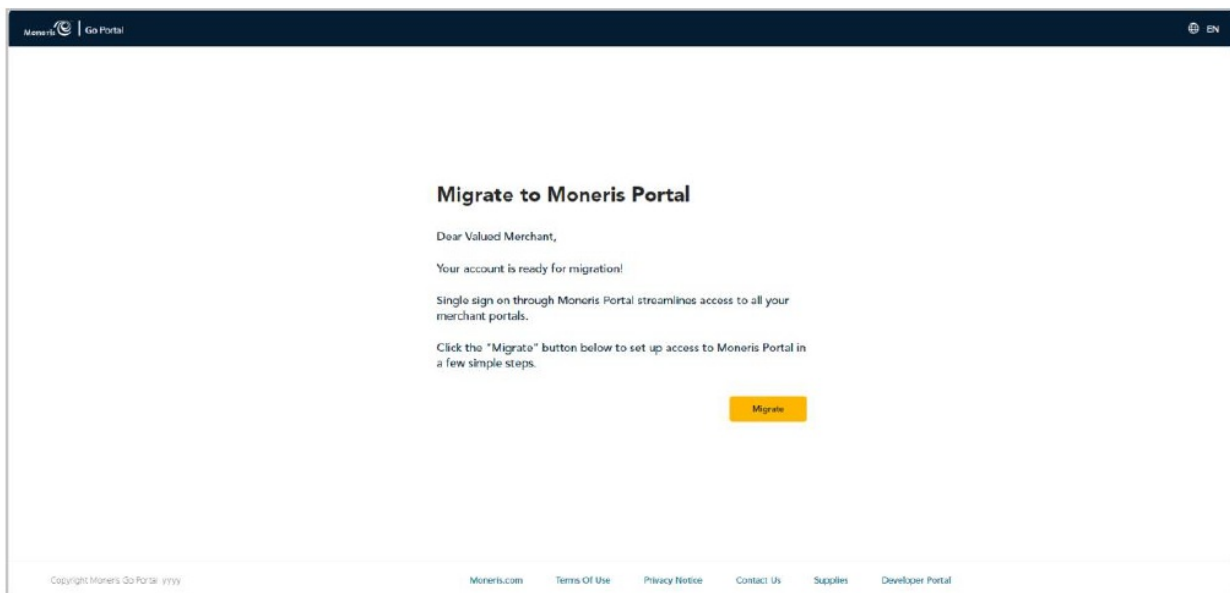 Moneris | Go Portal
EN
Migrate to Moneris Portal
Dear Valued Merchant,
Your account is ready for migration!
Single sign on through Moneris Portal streamlines access to all your
merchant portals.
Click the "Migrate" button below to set up access to Moneris Portal in
a few simple steps.
Migrate
Copyright Moneris Go Portal yyyy
Moneris.com Terms Of Use Privacy Notice Contact Us Supplies Developer Portal